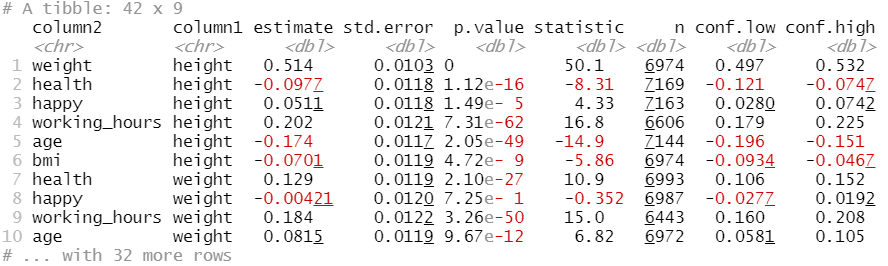 # A tibble: 42 x 9
column2 column1 estimate std.error p.value statistic n conf.low conf.high
<chr> <chr> <dbl> <dbl> <dbl> <dbl> <dbl> <dbl> <dbl>
1 weight height 0.514 0.0103 0 50.1 6974 0.497 0.532
2 health height -0.0977 0.0118 1.12e-16 -8.31 7169 -0.121 -0.0747
3 happy height 0.0511 0.0118 1.49e- 5 4.33 7163 0.0280 0.0742
4 working_hours height 0.202 0.0121 7.31e-62 16.8 6606 0.179 0.225
5 age height -0.174 0.0117 2.05e-49 -14.9 7144 -0.196 -0.151
6 bmi height -0.0701 0.0119 4.72e- 9 -5.86 6974 -0.0934 -0.0467
7 health weight 0.129 0.0119 2.10e-27 10.9 6993 0.106 0.152
8 happy weight -0.00421 0.0120 7.25e- 1 -0.352 6987 -0.0277 0.0192
9 working_hours weight 0.184 0.0122 3.26e-50 15.0 6443 0.160 0.208
10 age weight 0.0815 0.0119 9.67e-12 6.82 6972 0.0581 0.105
# ... with 32 more rows